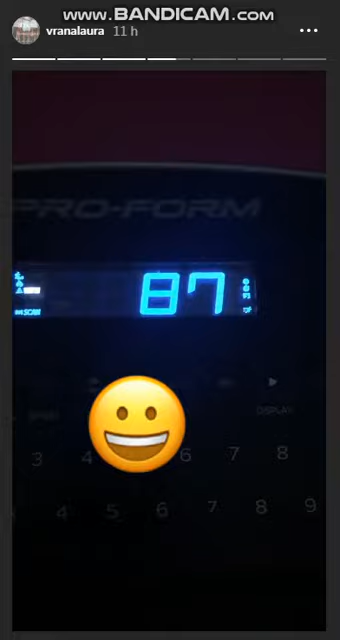 WWW.BANDICAM.COM
vranalaura 11 h
PRO-FORM
87
SCAN
DISPLAY
3 4 6 7 8
4 5 6 7 8 9